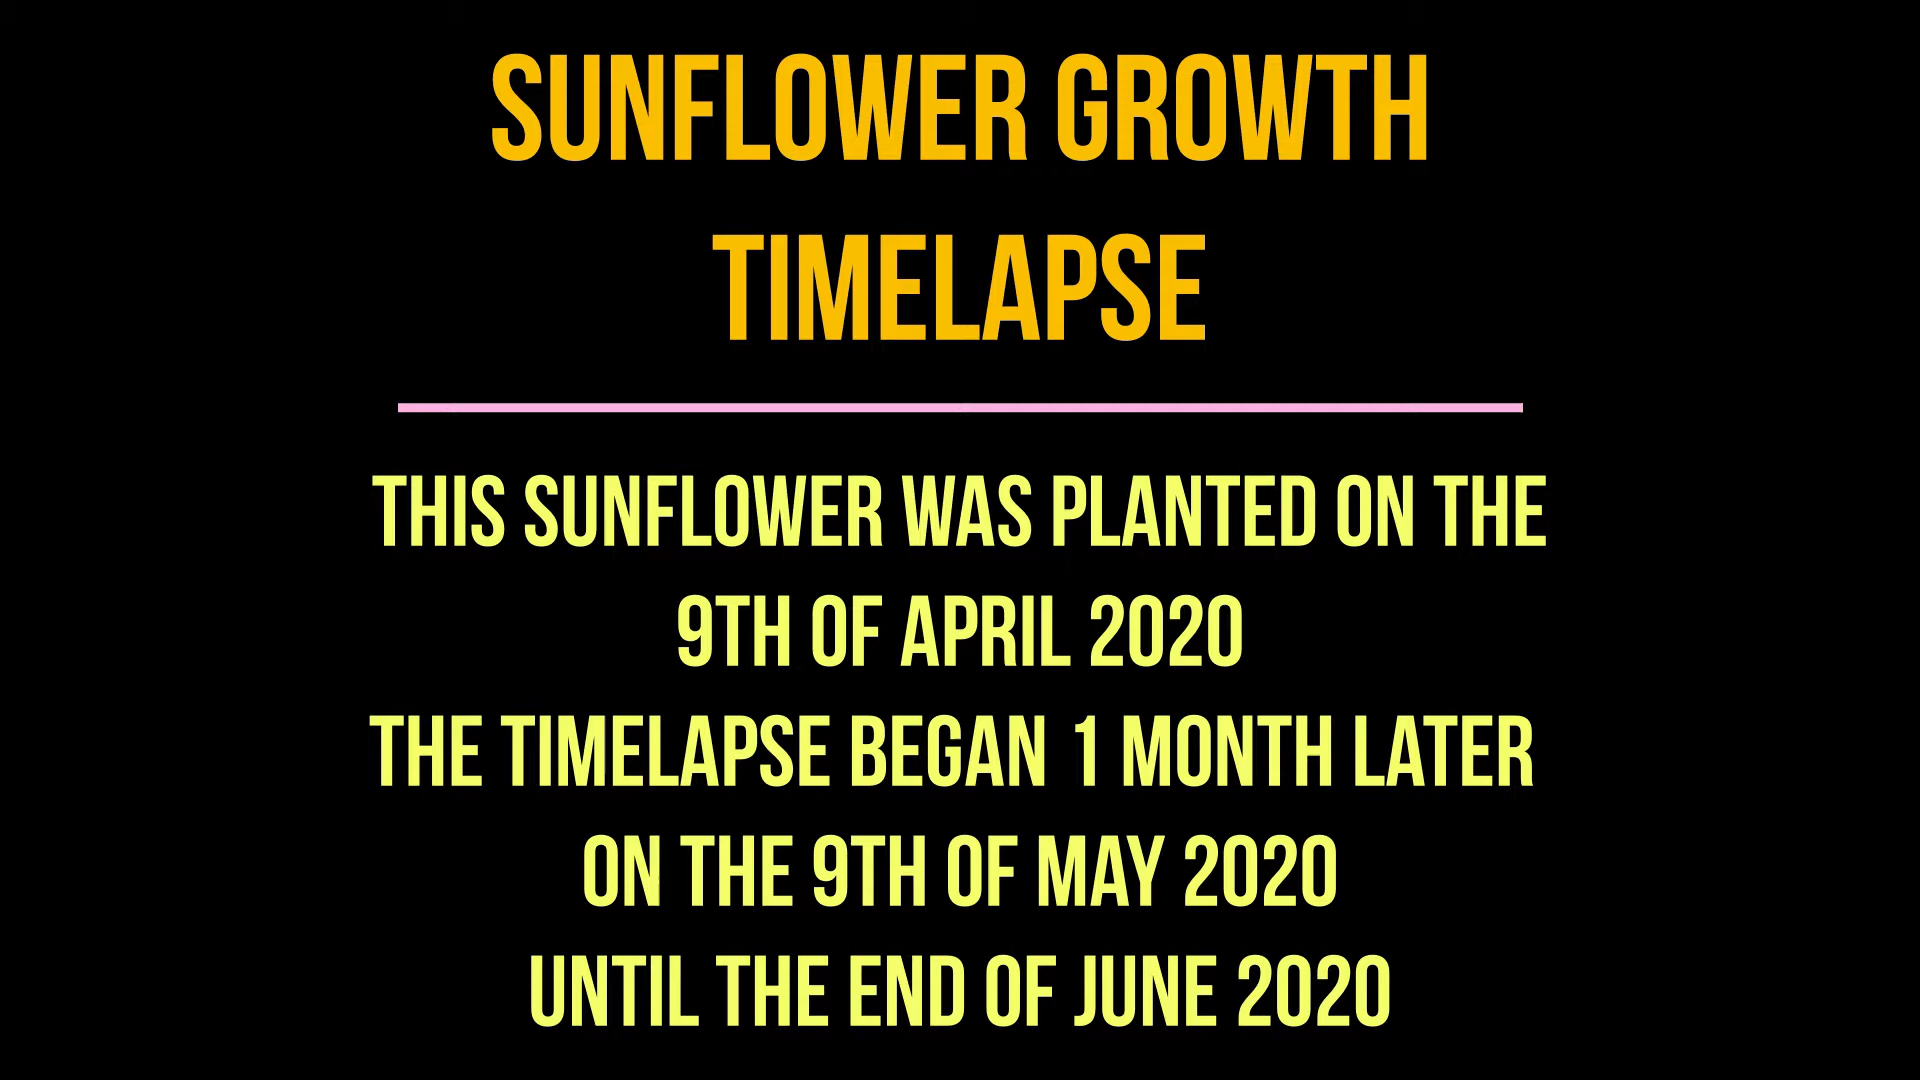 SUNFLOWER GROWTH
TIMELAPSE
THIS SUNFLOWER WAS PLANTED ON THE
9TH OF APRIL 2020
THE TIMELAPSE BEGAN 1 MONTH LATER
ON THE 9TH OF MAY 2020
UNTIL THE END OF JUNE 2020